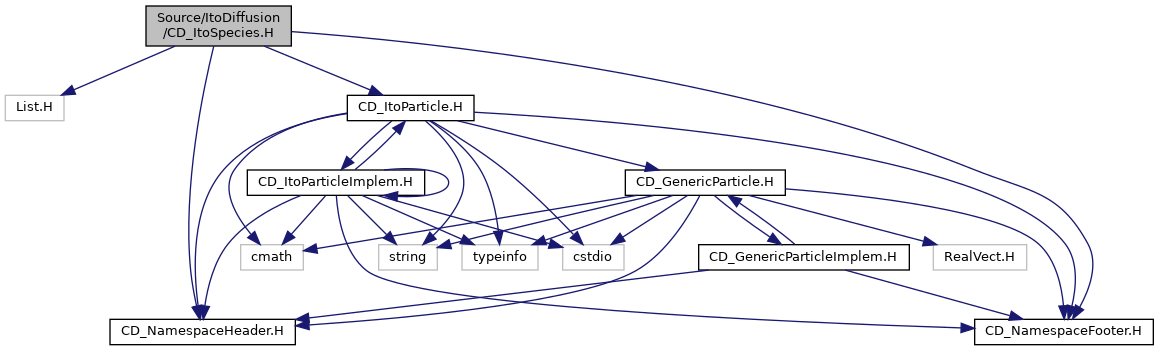 Source/ItoDiffusion
/CD_ItoSpecies.H
List.H
CD_ItoParticle.H
CD_ItoParticleImplem.H
CD_GenericParticle.H
cmath
string
typeinfo
cstdio
CD_GenericParticleImplem.H
RealVect.H
CD_NamespaceHeader.H
CD_NamespaceFooter.H